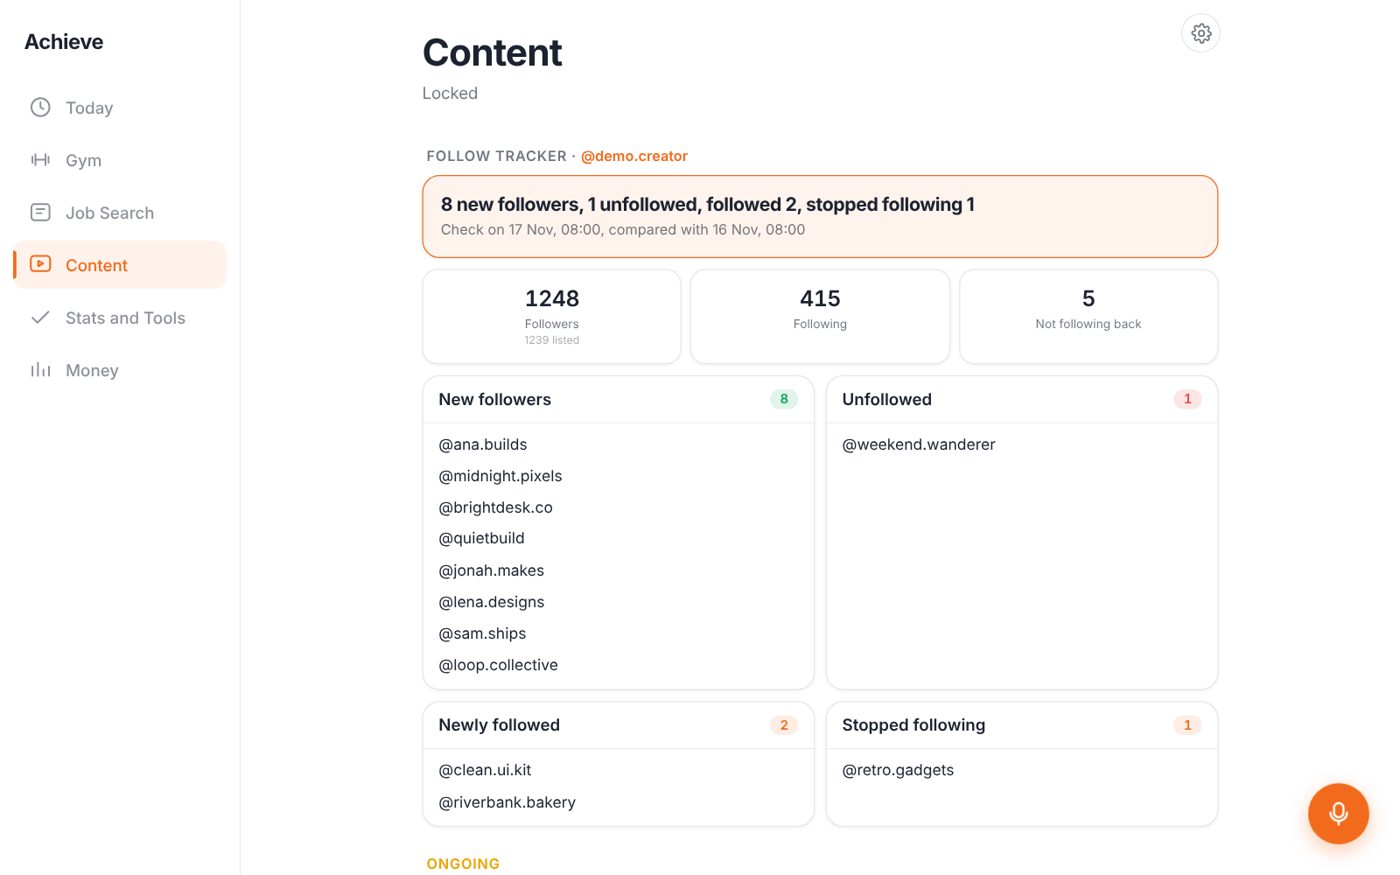 Achieve
Today
Gym
Job Search
Content
Stats and Tools
Money
Content
Locked
FOLLOW TRACKER · @demo.creator
8 new followers, 1 unfollowed, followed 2, stopped following 1
Check on 17 Nov, 08:00, compared with 16 Nov, 08:00
1248
Followers
1239 listed
415
Following
5
Not following back
New followers 8
@ana.builds
@midnight.pixels
@brightdesk.co
@quietbuild
@jonah.makes
@lena.designs
@sam.ships
@loop.collective
Unfollowed 1
@weekend.wanderer
Newly followed 2
@clean.ui.kit
@riverbank.bakery
Stopped following 1
@retro.gadgets
ONGOING